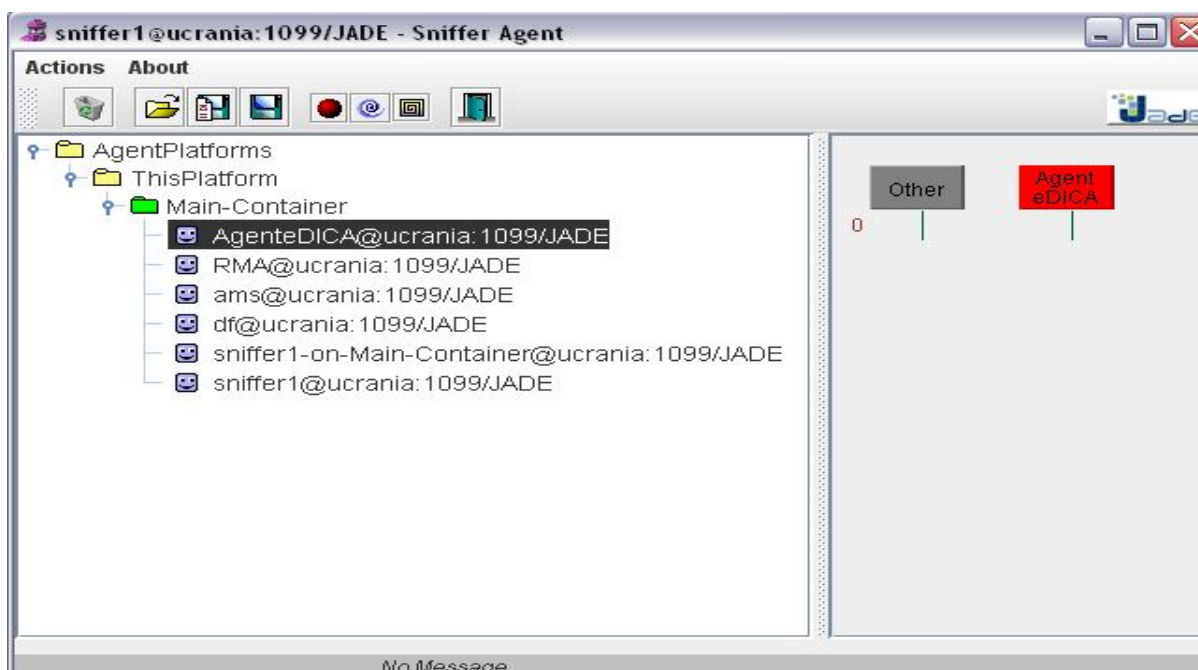 sniffer1@ucrania:1099/JADE - Sniffer Agent
Actions About
Jade
AgentPlatforms
ThisPlatform
Main-Container
AgenteDICA@ucrania:1099/JADE
RMA@ucrania:1099/JADE
ams@ucrania:1099/JADE
df@ucrania:1099/JADE
sniffer1-on-Main-Container@ucrania:1099/JADE
sniffer1@ucrania:1099/JADE
Other
Agent
eDICA
0
No Message